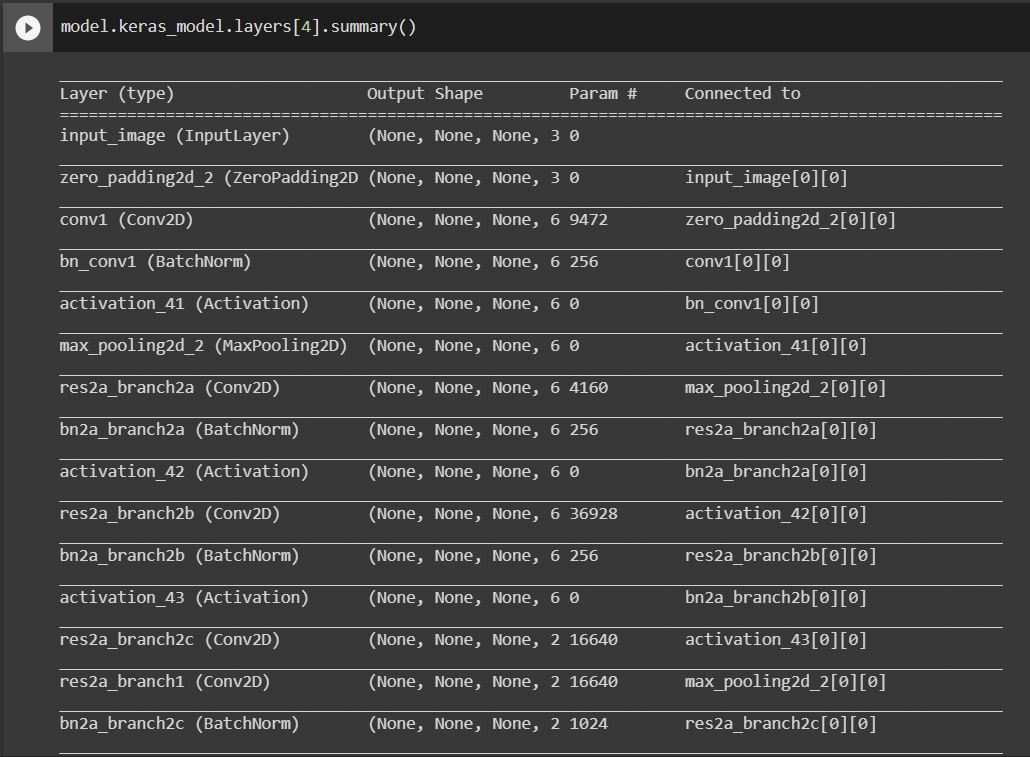 model.keras_model.layers[4].summary()
Layer (type) Output Shape Param # Connected to
==================================================================================================
input_image (InputLayer) (None, None, None, 3 0
zero_padding2d_2 (ZeroPadding2D (None, None, None, 3 0 input_image[0][0]
conv1 (Conv2D) (None, None, None, 6 9472 zero_padding2d_2[0][0]
bn_conv1 (BatchNorm) (None, None, None, 6 256 conv1[0][0]
activation_41 (Activation) (None, None, None, 6 0 bn_conv1[0][0]
max_pooling2d_2 (MaxPooling2D) (None, None, None, 6 0 activation_41[0][0]
res2a_branch2a (Conv2D) (None, None, None, 6 4160 max_pooling2d_2[0][0]
bn2a_branch2a (BatchNorm) (None, None, None, 6 256 res2a_branch2a[0][0]
activation_42 (Activation) (None, None, None, 6 0 bn2a_branch2a[0][0]
res2a_branch2b (Conv2D) (None, None, None, 6 36928 activation_42[0][0]
bn2a_branch2b (BatchNorm) (None, None, None, 6 256 res2a_branch2b[0][0]
activation_43 (Activation) (None, None, None, 6 0 bn2a_branch2b[0][0]
res2a_branch2c (Conv2D) (None, None, None, 2 16640 activation_43[0][0]
res2a_branch1 (Conv2D) (None, None, None, 2 16640 max_pooling2d_2[0][0]
bn2a_branch2c (BatchNorm) (None, None, None, 2 1024 res2a_branch2c[0][0]